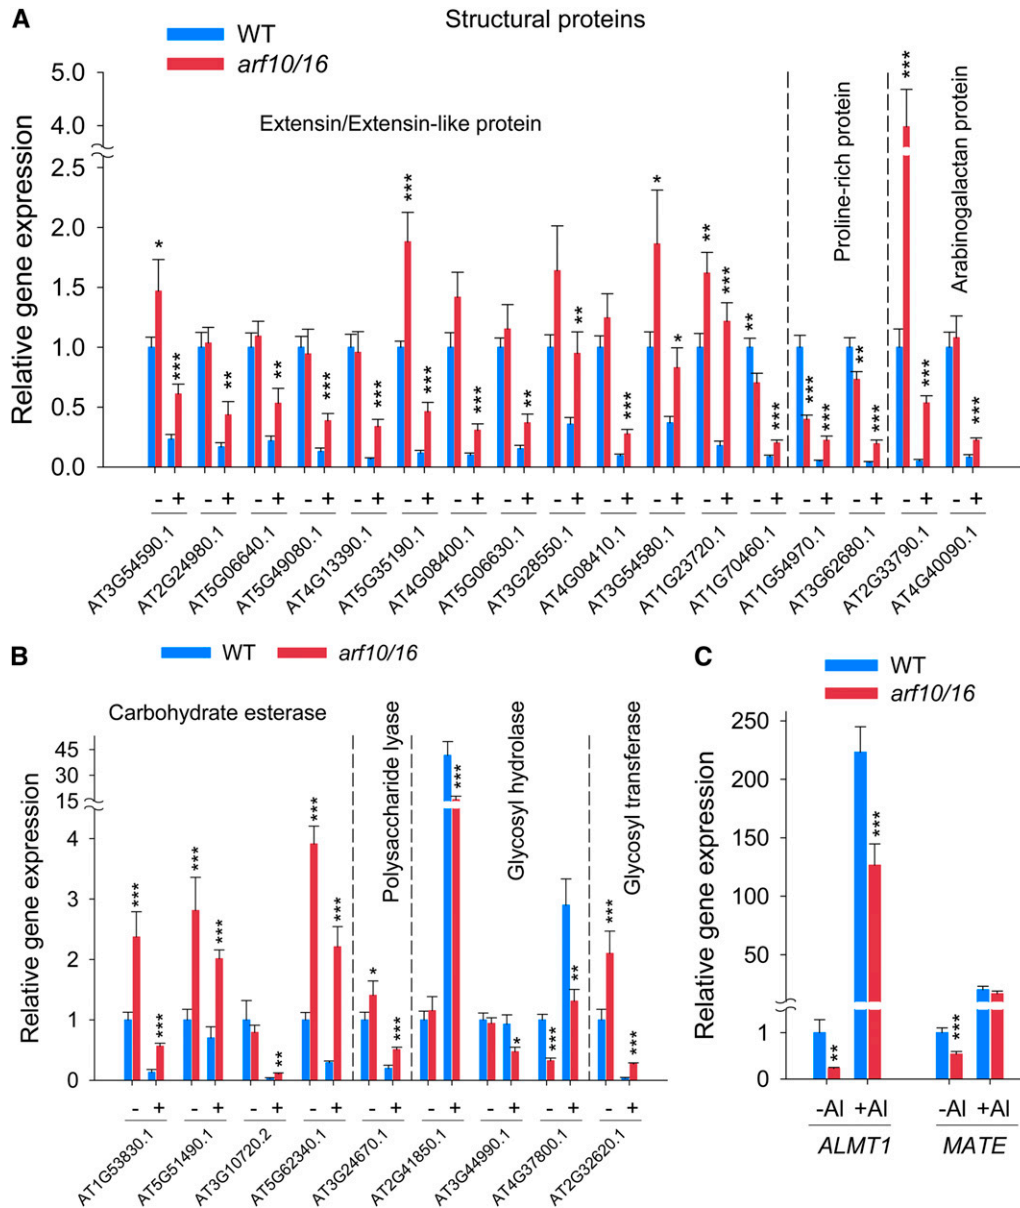 A
Structural proteins
WT
arf10/16
Relative gene expression
5.0
4.0
2.5
2.0
1.5
1.0
0.5
0.0
Extensin/Extensin-like protein
Proline-rich protein
Arabinogalactan protein
* *** ** ** *** *** *** *** *** ** ** *** * * ** *** ** *** *** *** ** *** *** *** ***
- + - + - + - + - + - + - + - + - + - + - + - + - + - + - + - + - +
AT3G54590.1
AT2G24980.1
AT5G06640.1
AT5G49080.1
AT4G13390.1
AT5G35190.1
AT4G08400.1
AT5G06630.1
AT3G28550.1
AT4G08410.1
AT3G54580.1
AT1G23720.1
AT1G70460.1
AT1G54970.1
AT3G62680.1
AT2G33790.1
AT4G40090.1
B
WT
arf10/16
Relative gene expression
45
30
15
4
3
2
1
0
Carbohydrate esterase
Polysaccharide lyase
Glycosyl hydrolase
Glycosyl transferase
*** *** *** *** ** *** *** * *** *** * *** ** *** ***
- + - + - + - + - + - + - + - + - +
AT1G53830.1
AT5G51490.1
AT3G10720.2
AT5G62340.1
AT3G24670.1
AT2G41850.1
AT3G44990.1
AT4G37800.1
AT2G32620.1
C
WT
arf10/16
Relative gene expression
250
200
150
100
50
1
0
** *** ***
-Al +Al -Al +Al
ALMT1 MATE